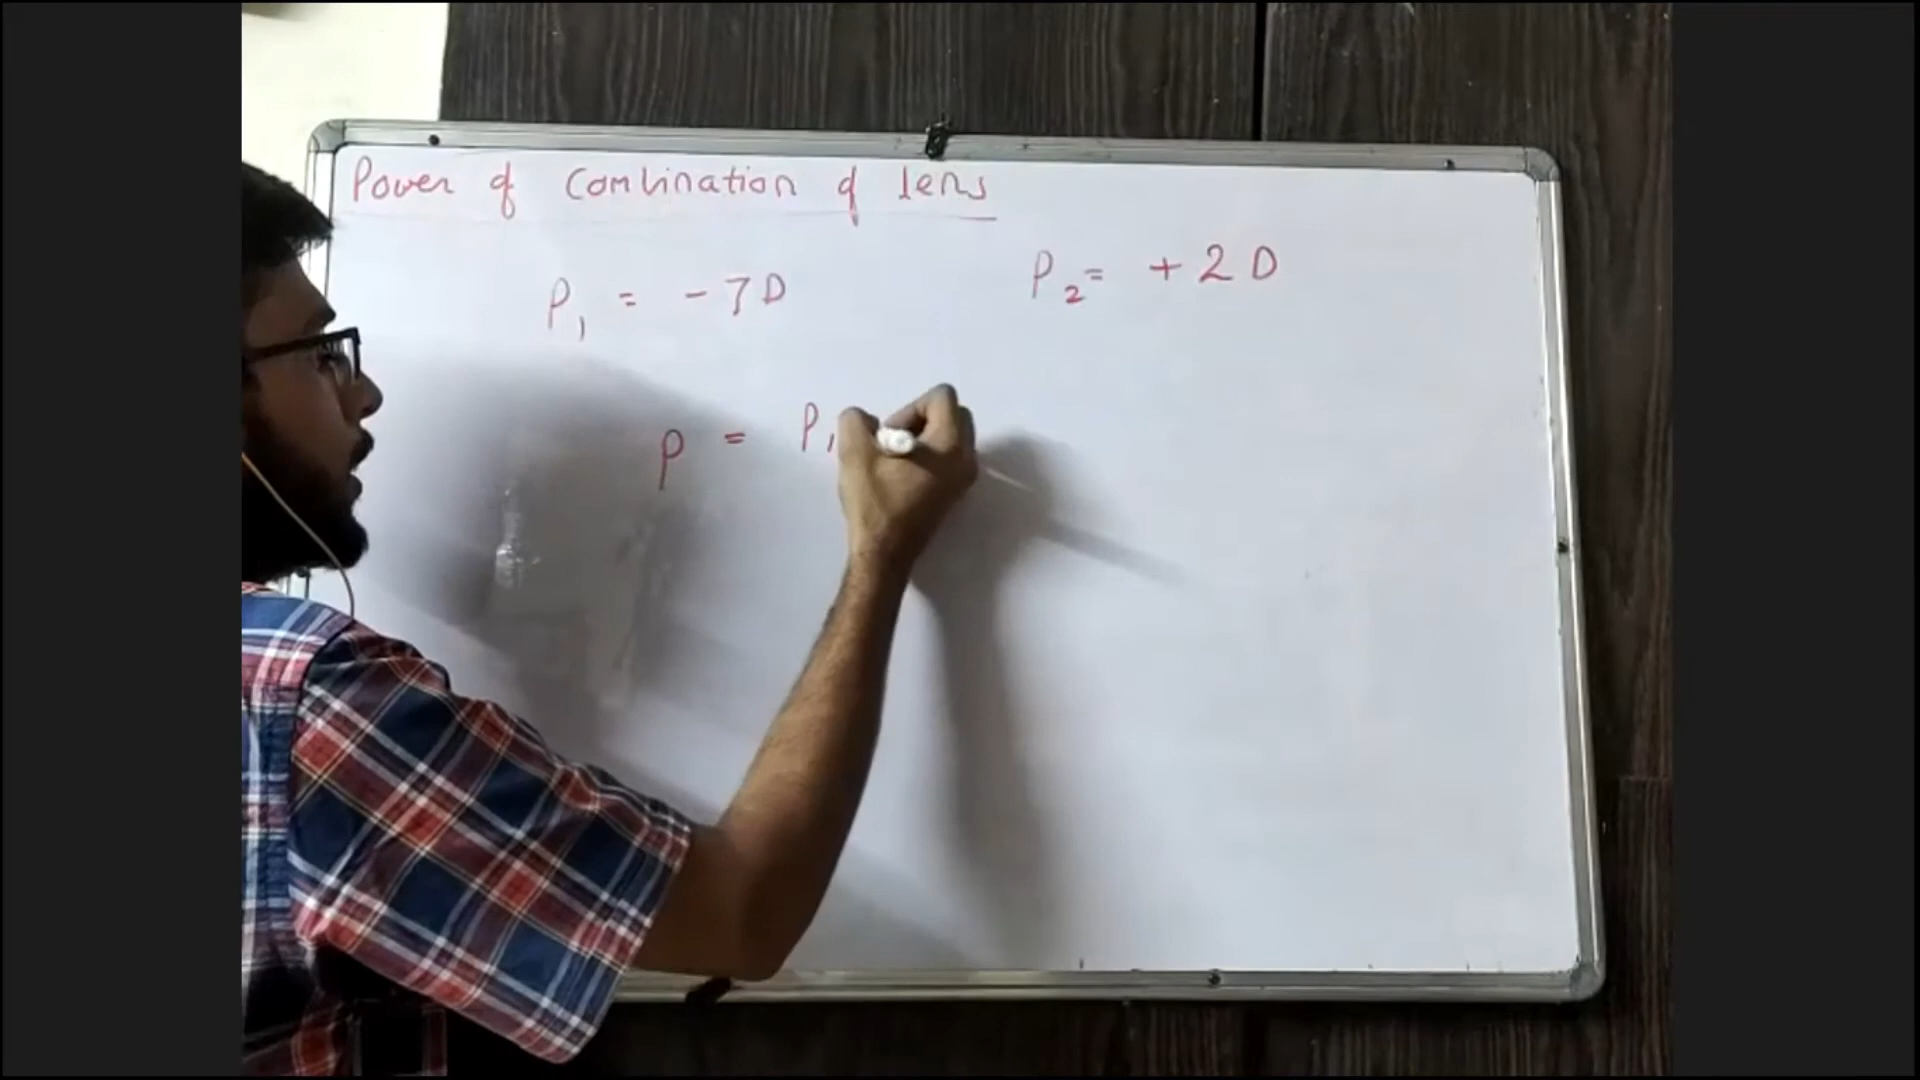 Power of Combination of lens
P₁ = -7D
P₂ = +2D
P = P₁